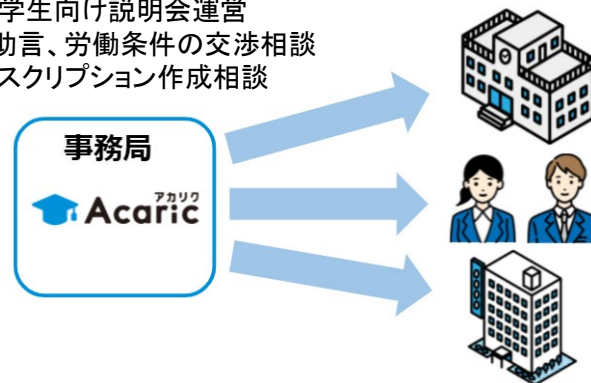 学生向け説明会運営
助言、労働条件の交渉相談
スクリプション作成相談
事務局
アカリク
Acaric